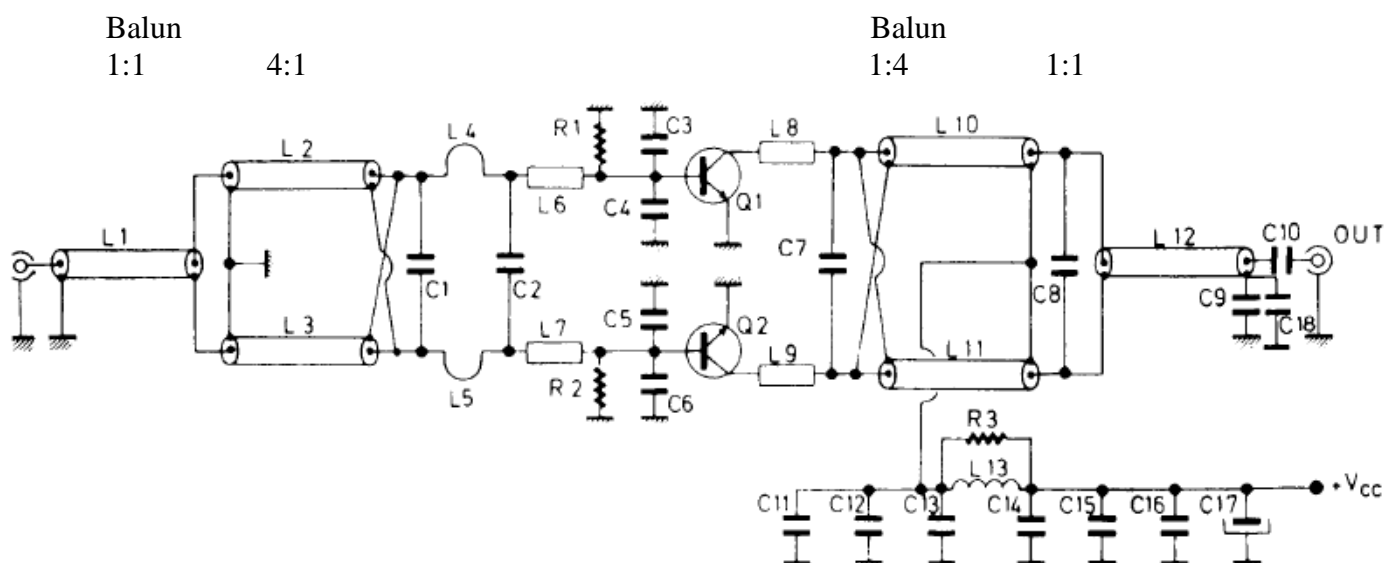 Balun Balun
1:1 4:1 1:4 1:1
L10
R1 C3 L8
L4
L2
L6 C4 Q1
L1 L12 C10 OUT
C7 C8
C1 C2 C9
C5 Q2 C18
L3 L7 L9 L11
R2 C6
L5
R3
L13
C11 C12 C13 C14 C15 C16 C17 +Vcc